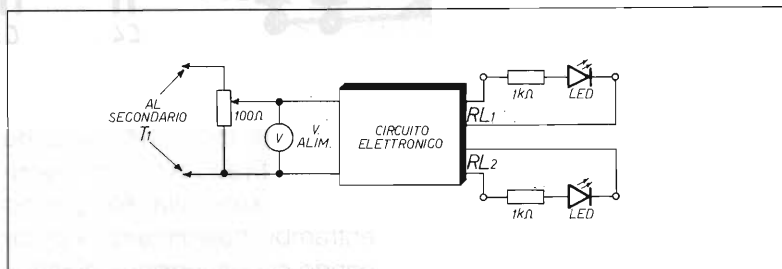 AL
SECONDARIO
T1
100Ω
V
V.
ALIM.
CIRCUITO
ELETTRONICO
RL1
1kΩ
LED
RL2
1kΩ
LED